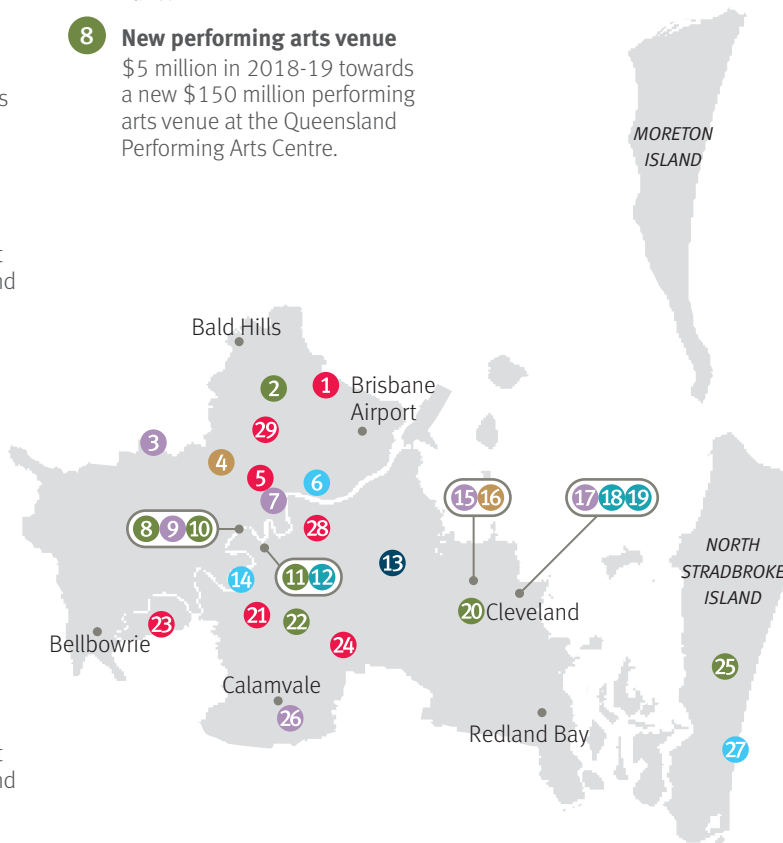 8 New performing arts venue
$5 million in 2018-19 towards
a new $150 million performing
arts venue at the Queensland
Performing Arts Centre.
s
t
nd
t
nd
MORETON
ISLAND
Bald Hills
2
1
Brisbane
Airport
29
3
4
5
6
7
15 16
17 18 19
8 9 10
28
NORTH
STRADBROKE
ISLAND
13
11 12
14
20 Cleveland
21
22
23
Bellbowrie
24
25
Calamvale
26
Redland Bay
27